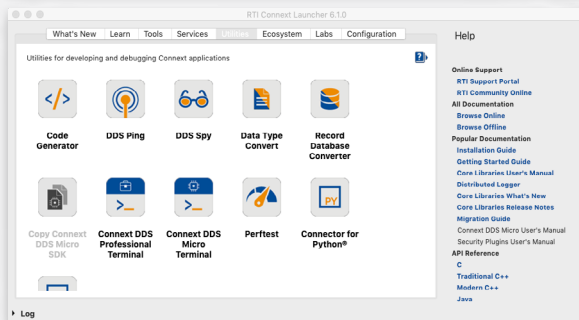 RTI Connext Launcher 6.1.0
What's New Learn Tools Services Utilities Ecosystem Labs Configuration
Utilities for developing and debugging Connext applications
?
</>
Code
Generator
DDS Ping
DDS Spy
Data Type
Convert
Record
Database
Converter
Copy Connext
DDS Micro
SDK
>_
Connext DDS
Professional
Terminal
>_
Connext DDS
Micro
Terminal
Perftest
PY
Connector for
Python®
Log
Help
Online Support
RTI Support Portal
RTI Community Online
All Documentation
Browse Online
Browse Offline
Popular Documentation
Installation Guide
Getting Started Guide
Core Libraries User's Manual
Distributed Logger
Core Libraries What's New
Core Libraries Release Notes
Migration Guide
Connext DDS Micro User's Manual
Security Plugins User's Manual
API Reference
C
Traditional C++
Modern C++
Java